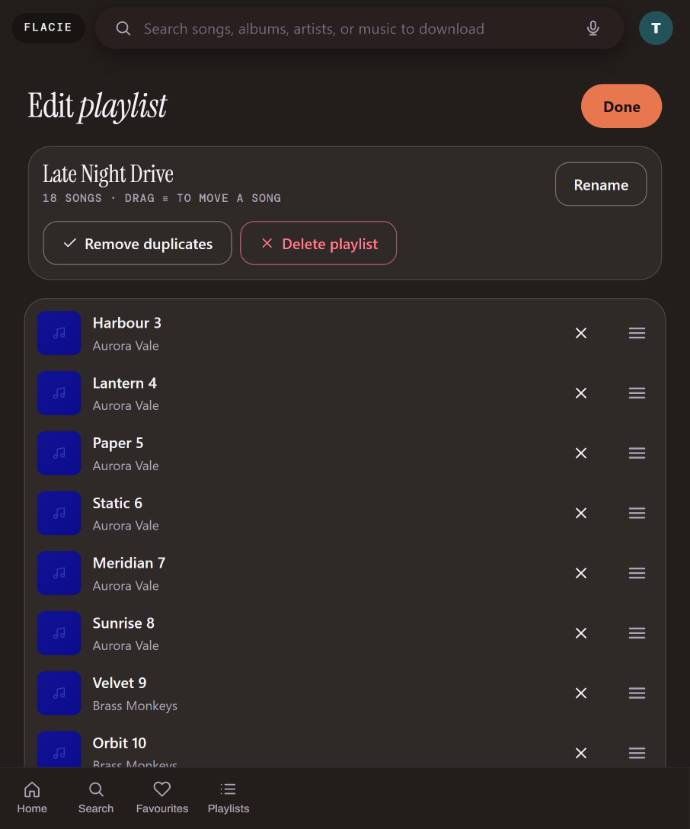 FLACIE
Search songs, albums, artists, or music to download
T
Edit playlist
Done
Late Night Drive
18 SONGS · DRAG ≡ TO MOVE A SONG
Rename
Remove duplicates
Delete playlist
Harbour 3
Aurora Vale
Lantern 4
Aurora Vale
Paper 5
Aurora Vale
Static 6
Aurora Vale
Meridian 7
Aurora Vale
Sunrise 8
Aurora Vale
Velvet 9
Brass Monkeys
Orbit 10
Brass Monkeys
Home
Search
Favourites
Playlists